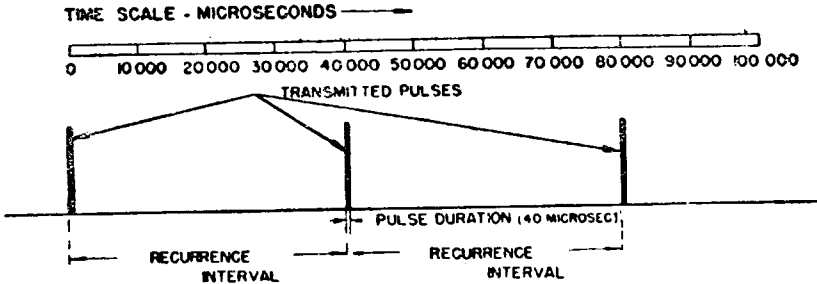 TIME SCALE - MICROSECONDS
0 10 000 20 000 30 000 40 000 50 000 60 000 70 000 80 000 90 000 100 000
TRANSMITTED PULSES
PULSE DURATION (40 MICROSEC)
RECURRENCE INTERVAL
RECURRENCE INTERVAL